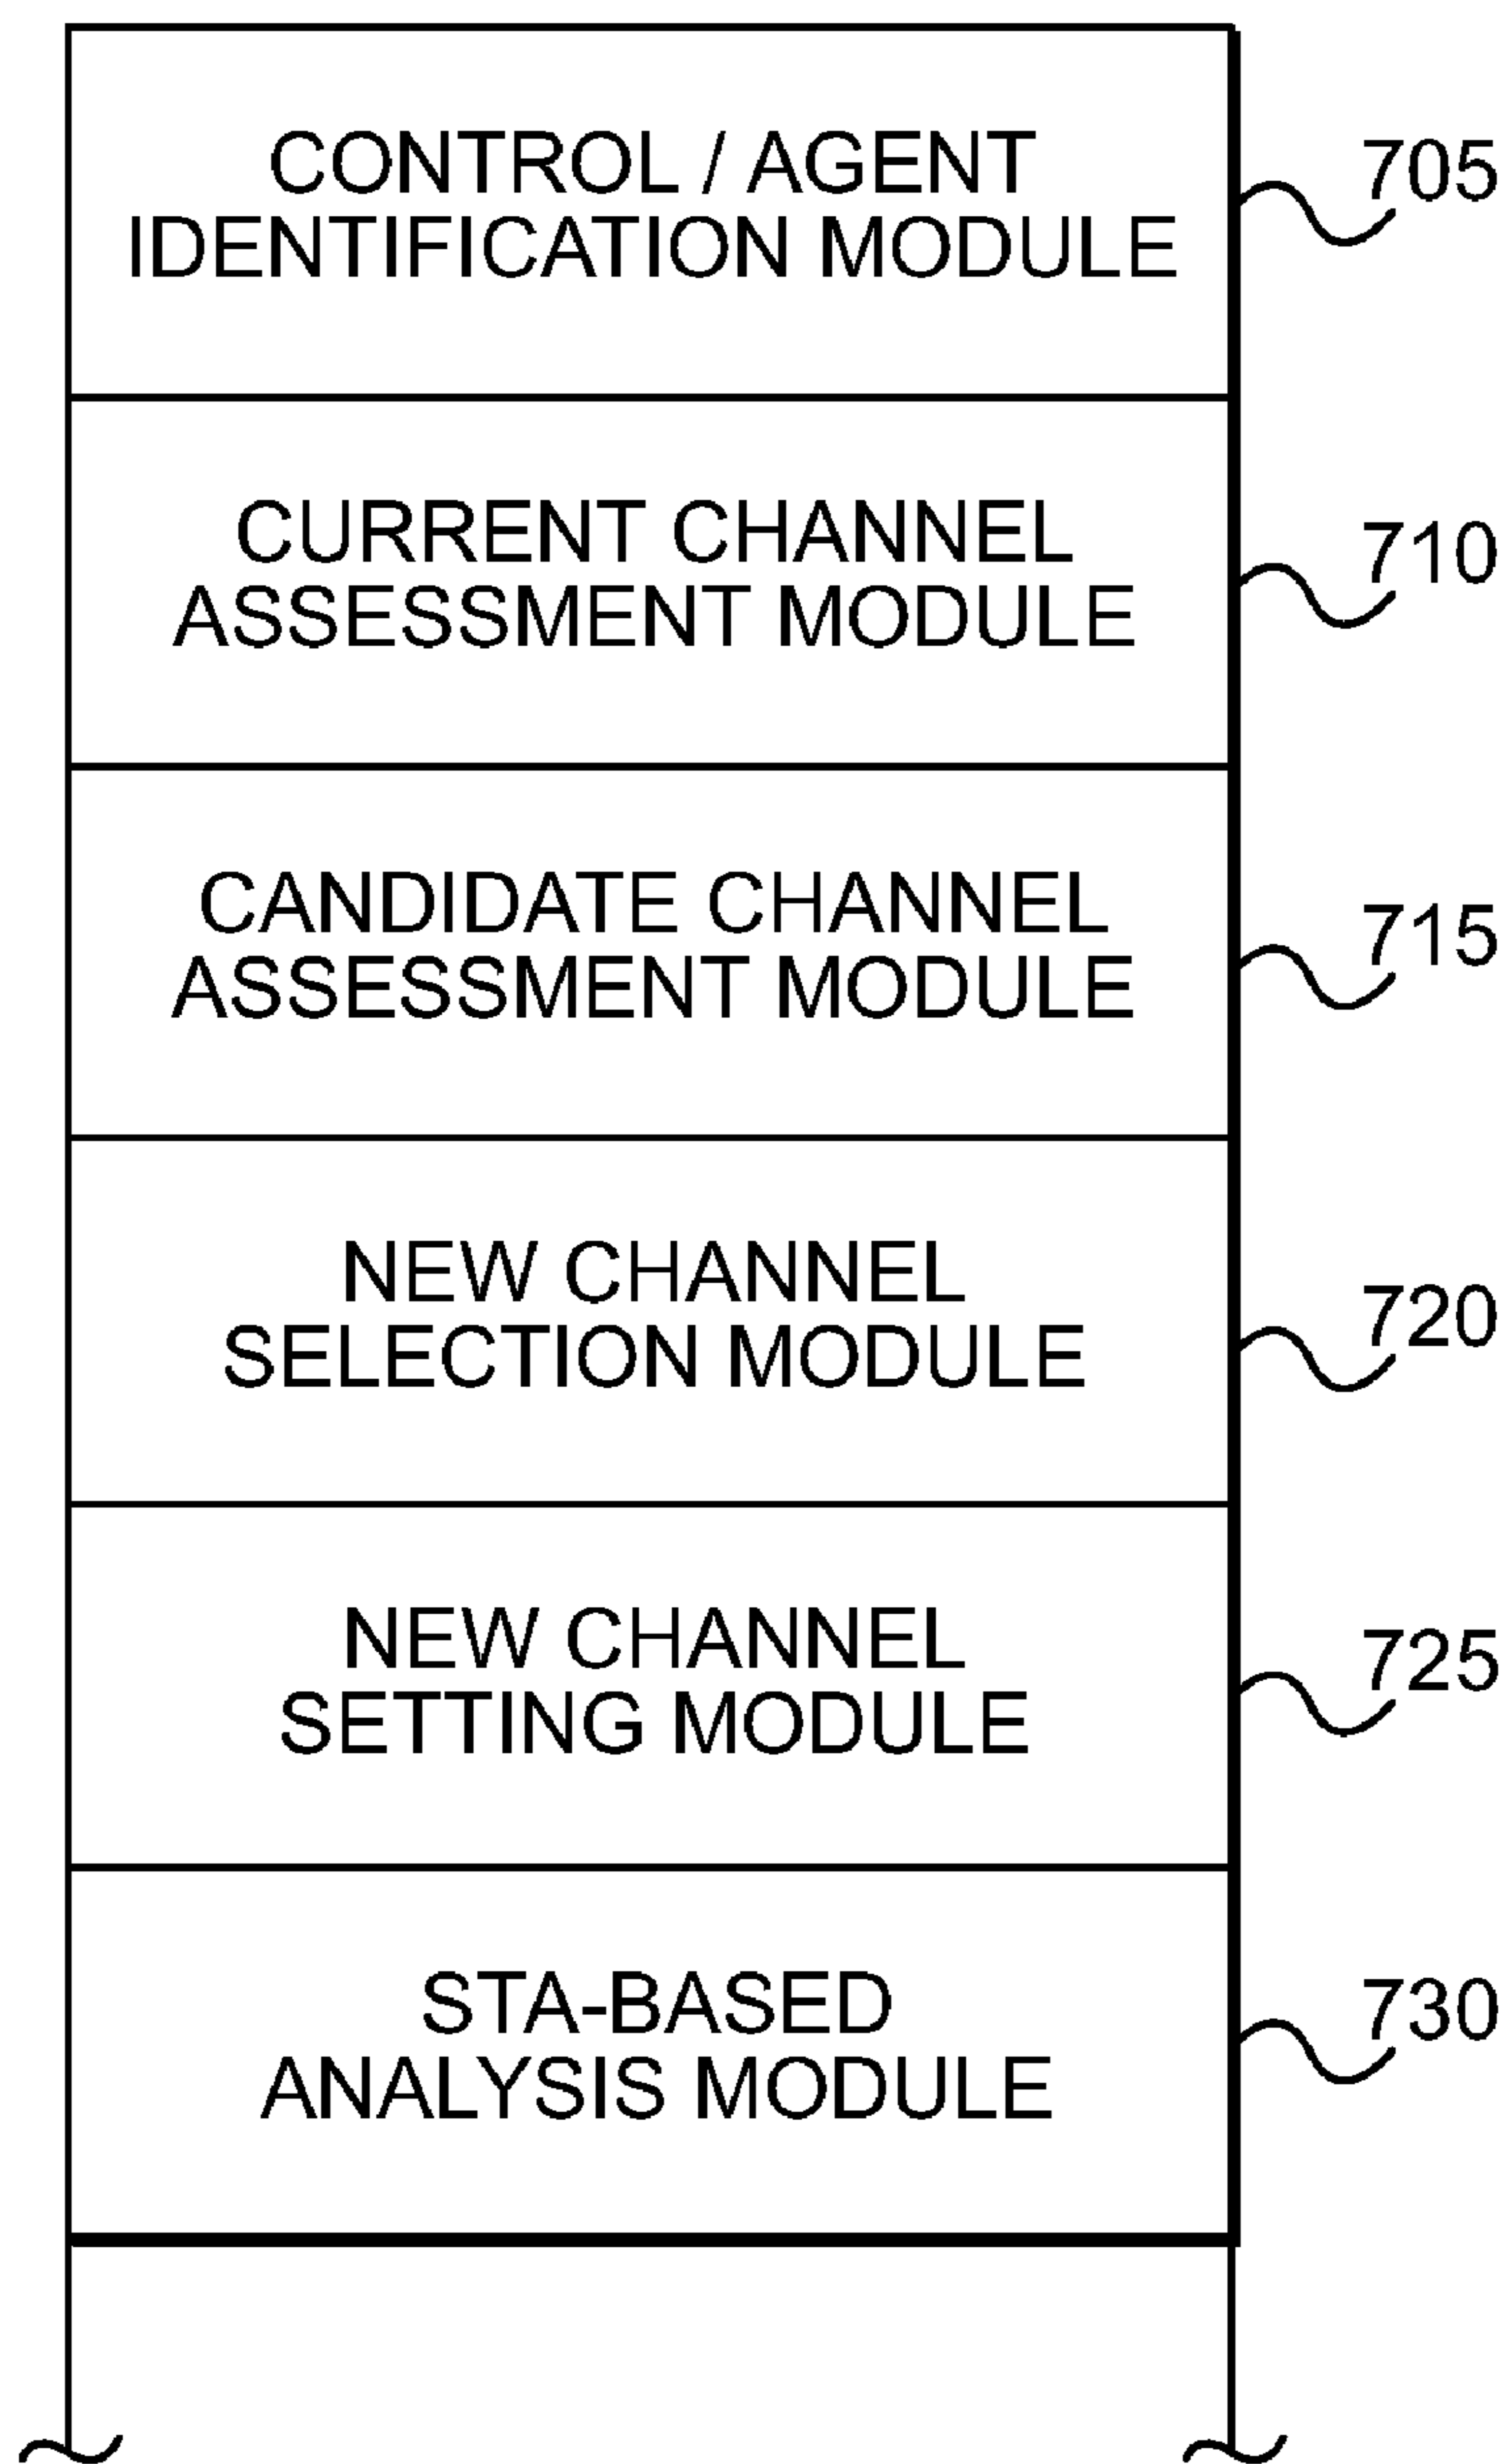 CONTROL / AGENT
IDENTIFICATION MODULE
705
CURRENT CHANNEL
ASSESSMENT MODULE
710
CANDIDATE CHANNEL
ASSESSMENT MODULE
715
NEW CHANNEL
SELECTION MODULE
720
NEW CHANNEL
SETTING MODULE
725
STA-BASED
ANALYSIS MODULE
730